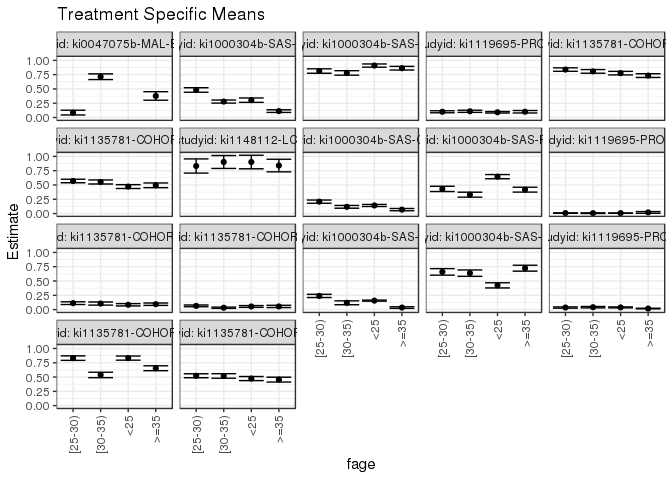 Treatment Specific Means
id: ki0047075b-MAL-E
yid: ki1000304b-SAS-
yid: ki1000304b-SAS-
udyid: ki1119695-PRO
id: ki1135781-COHOR
1.00
0.75
0.50
0.25
0.00
id: ki1135781-COHOR
studyid: ki1148112-LC
id: ki1000304b-SAS-C
yid: ki1000304b-SAS-F
dyid: ki1119695-PRO
1.00
0.75
0.50
0.25
0.00
id: ki1135781-COHOR
id: ki1135781-COHOR
yid: ki1000304b-SAS-
yid: ki1000304b-SAS-
udyid: ki1119695-PRO
1.00
0.75
0.50
0.25
0.00
id: ki1135781-COHOR
id: ki1135781-COHOR
1.00
0.75
0.50
0.25
0.00
[25-30)
[30-35)
<25
>=35
[25-30)
[30-35)
<25
>=35
[25-30)
[30-35)
<25
>=35
[25-30)
[30-35)
<25
>=35
[25-30)
[30-35)
<25
>=35
Estimate
fage